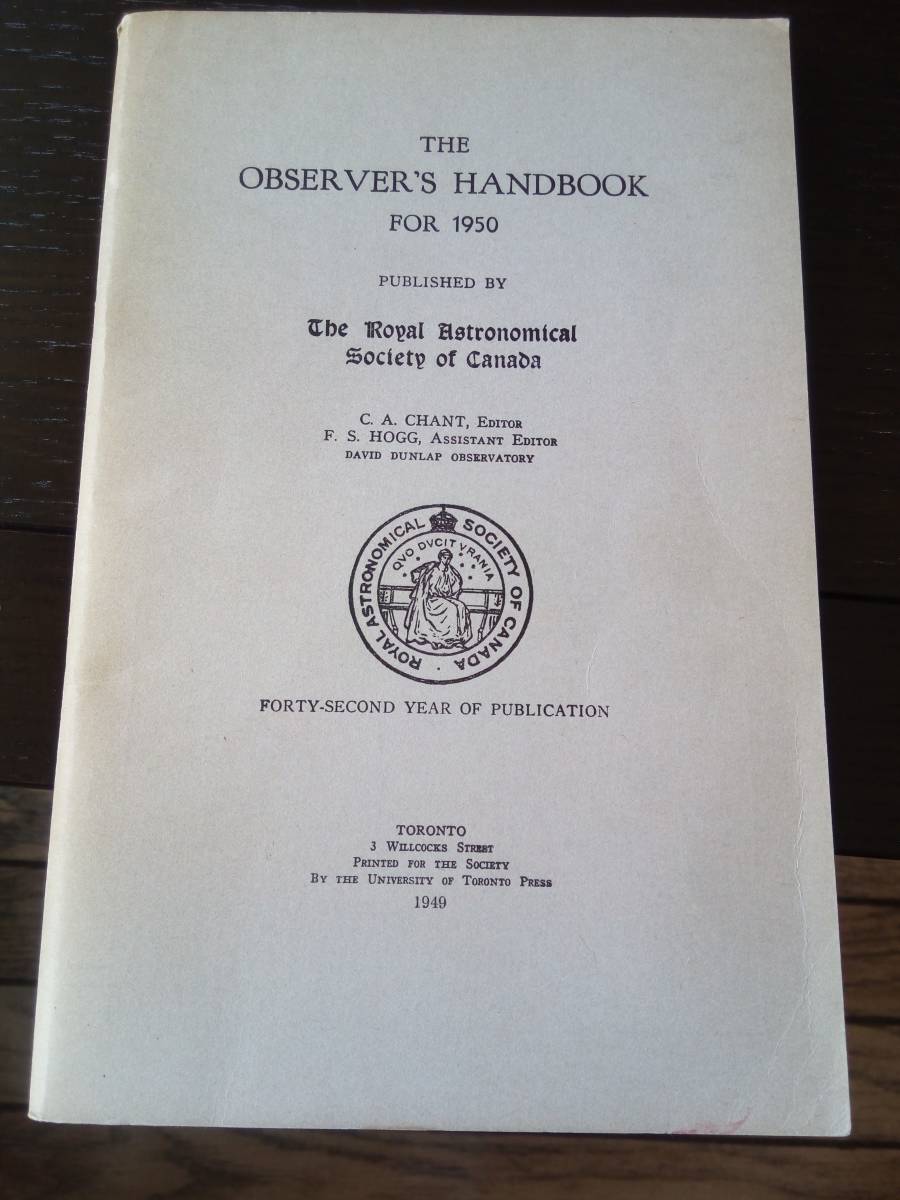 THE
OBSERVER'S HANDBOOK
FOR 1950
PUBLISHED BY
The Royal Astronomical
Society of Canada
C. A. CHANT, EDITOR
F. S. HOGG, ASSISTANT EDITOR
DAVID DUNLAP OBSERVATORY
ROYAL ASTRONOMICAL SOCIETY OF CANADA ·
QVO DVCIT VRANIA
FORTY-SECOND YEAR OF PUBLICATION
TORONTO
3 WILLCOCKS STREET
PRINTED FOR THE SOCIETY
BY THE UNIVERSITY OF TORONTO PRESS
1949